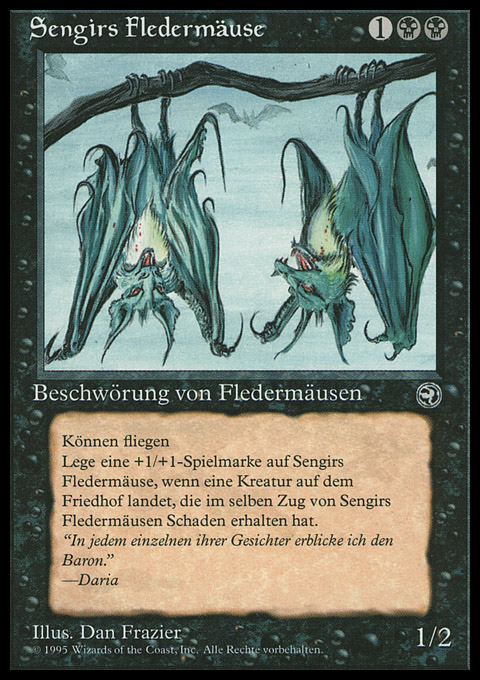 Sengirs Fledermäuse 1
Beschwörung von Fledermäusen
Können fliegen
Lege eine +1/+1-Spielmarke auf Sengirs
Fledermäuse, wenn eine Kreatur auf dem
Friedhof landet, die im selben Zug von Sengirs
Fledermäusen Schaden erhalten hat.
“In jedem einzelnen ihrer Gesichter erblicke ich den
Baron.”
—Daria
Illus. Dan Frazier
1/2
© 1995 Wizards of the Coast, Inc. Alle Rechte vorbehalten.